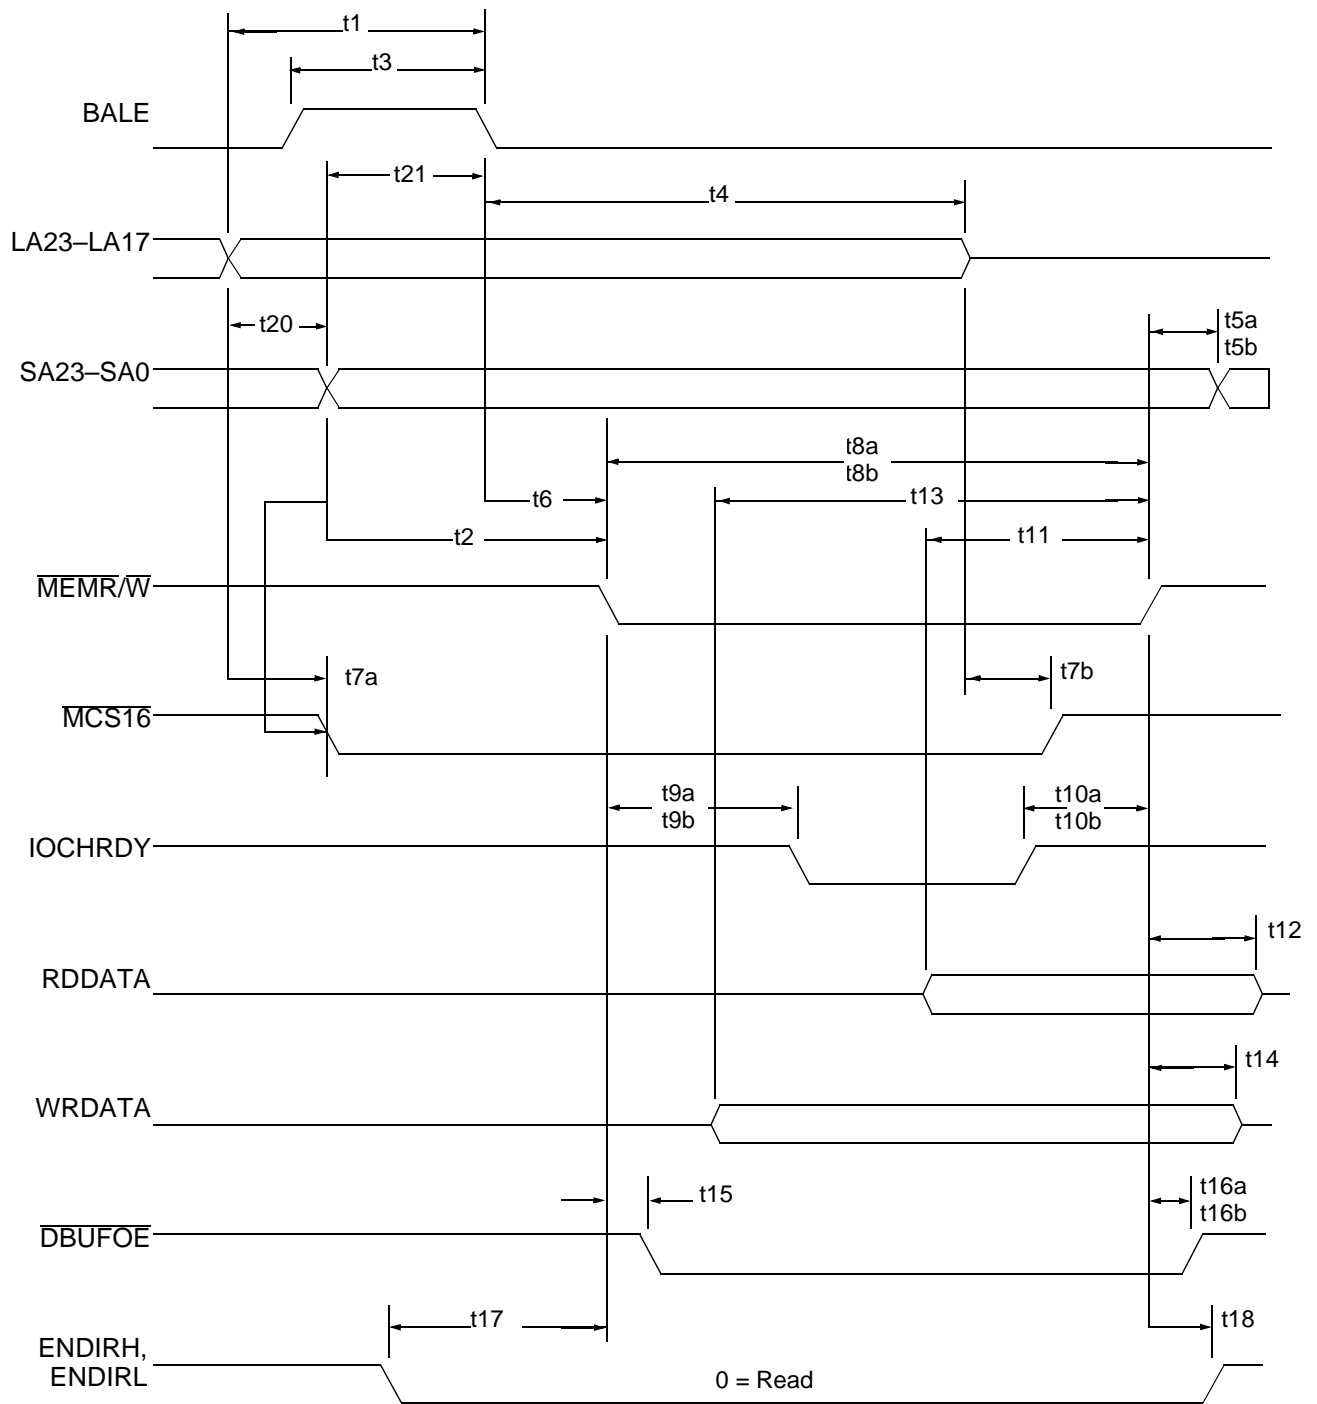 t1
t3
BALE
t21
t4
LA23–LA17
t20
t5a
t5b
SA23–SA0
t8a
t8b
t6
t13
t2
t11
MEMR/W
t7a
t7b
MCS16
t9a
t9b
t10a
t10b
IOCHRDY
t12
RDDATA
t14
WRDATA
t15
t16a
t16b
DBUFOE
t17
t18
ENDIRH,
ENDIRL
0 = Read